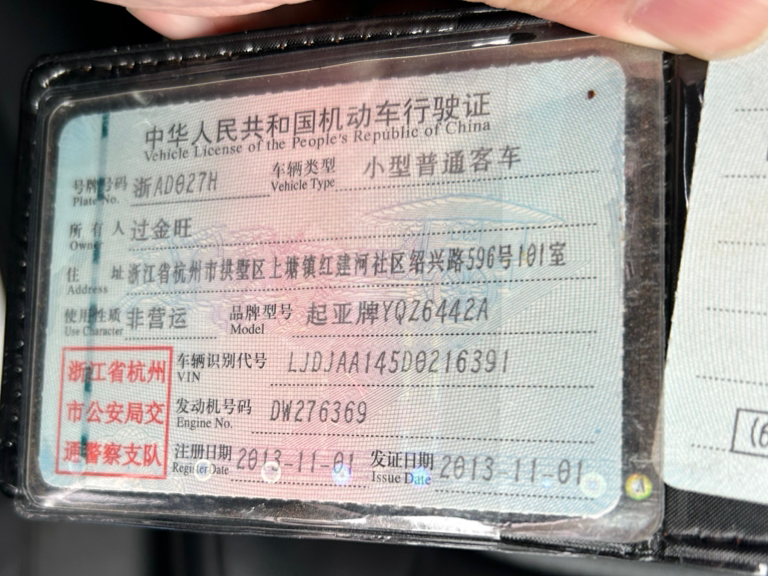 中华人民共和国机动车行驶证
Vehicle License of the People's Republic of China
号牌号码 浙AD027H 车辆类型 小型普通客车
Plate No. Vehicle Type
所有人 过金旺
Owner
住址 浙江省杭州市拱墅区上塘镇红建河社区绍兴路596号101室
Address
使用性质 非营运 品牌型号 起亚牌YQZ6442A
Use Character Model
浙江省杭州
市公安局交
通警察支队
车辆识别代号 LJDJAA145D0216391
VIN
发动机号码 DW276369
Engine No.
注册日期 2013-11-01 发证日期 2013-11-01
Register Date Issue Date
(6